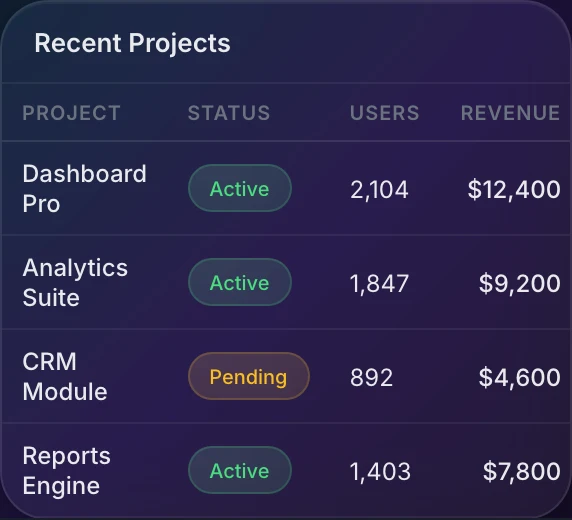 Recent Projects
PROJECT STATUS USERS REVENUE
Dashboard
Pro
Active 2,104 $12,400
Analytics
Suite
Active 1,847 $9,200
CRM
Module
Pending 892 $4,600
Reports
Engine
Active 1,403 $7,800